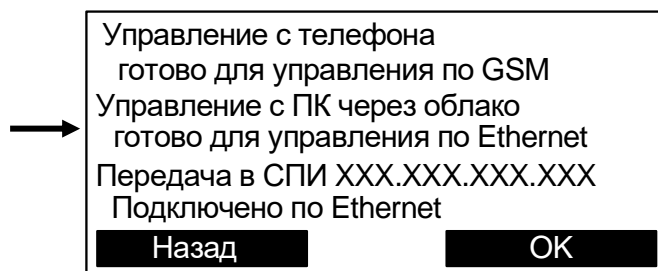 Управление с телефона
готово для управления по GSM
Управление с ПК через облако
готово для управления по Ethernet
Передача в СПИ XXX.XXX.XXX.XXX
Подключено по Ethernet
Назад OK